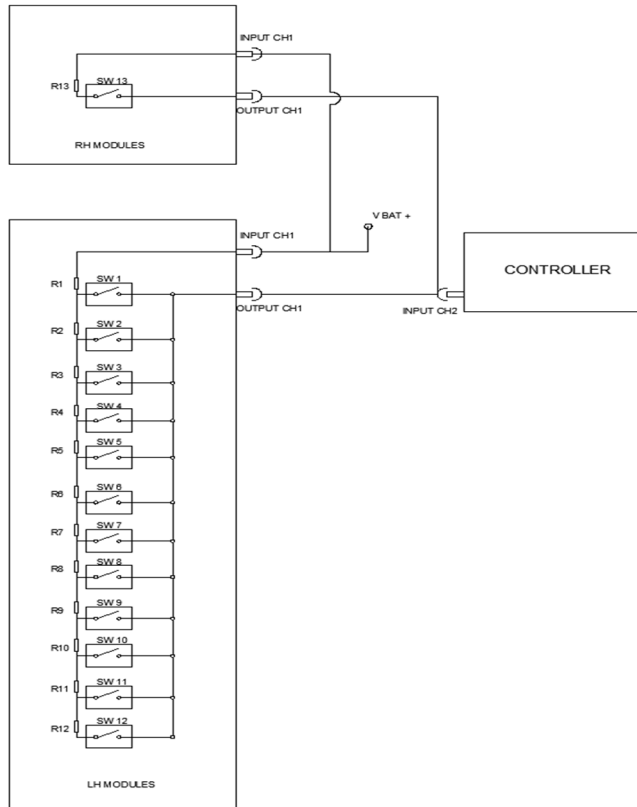 INPUT CH1
R13
SW 13
OUTPUT CH1
RH MODULES
V BAT +
INPUT CH1
CONTROLLER
R1
SW 1
OUTPUT CH1
INPUT CH2
R2
SW 2
R3
SW 3
R4
SW 4
R5
SW 5
R6
SW 6
R7
SW 7
R8
SW 8
R9
SW 9
R10
SW 10
R11
SW 11
R12
SW 12
LH MODULES